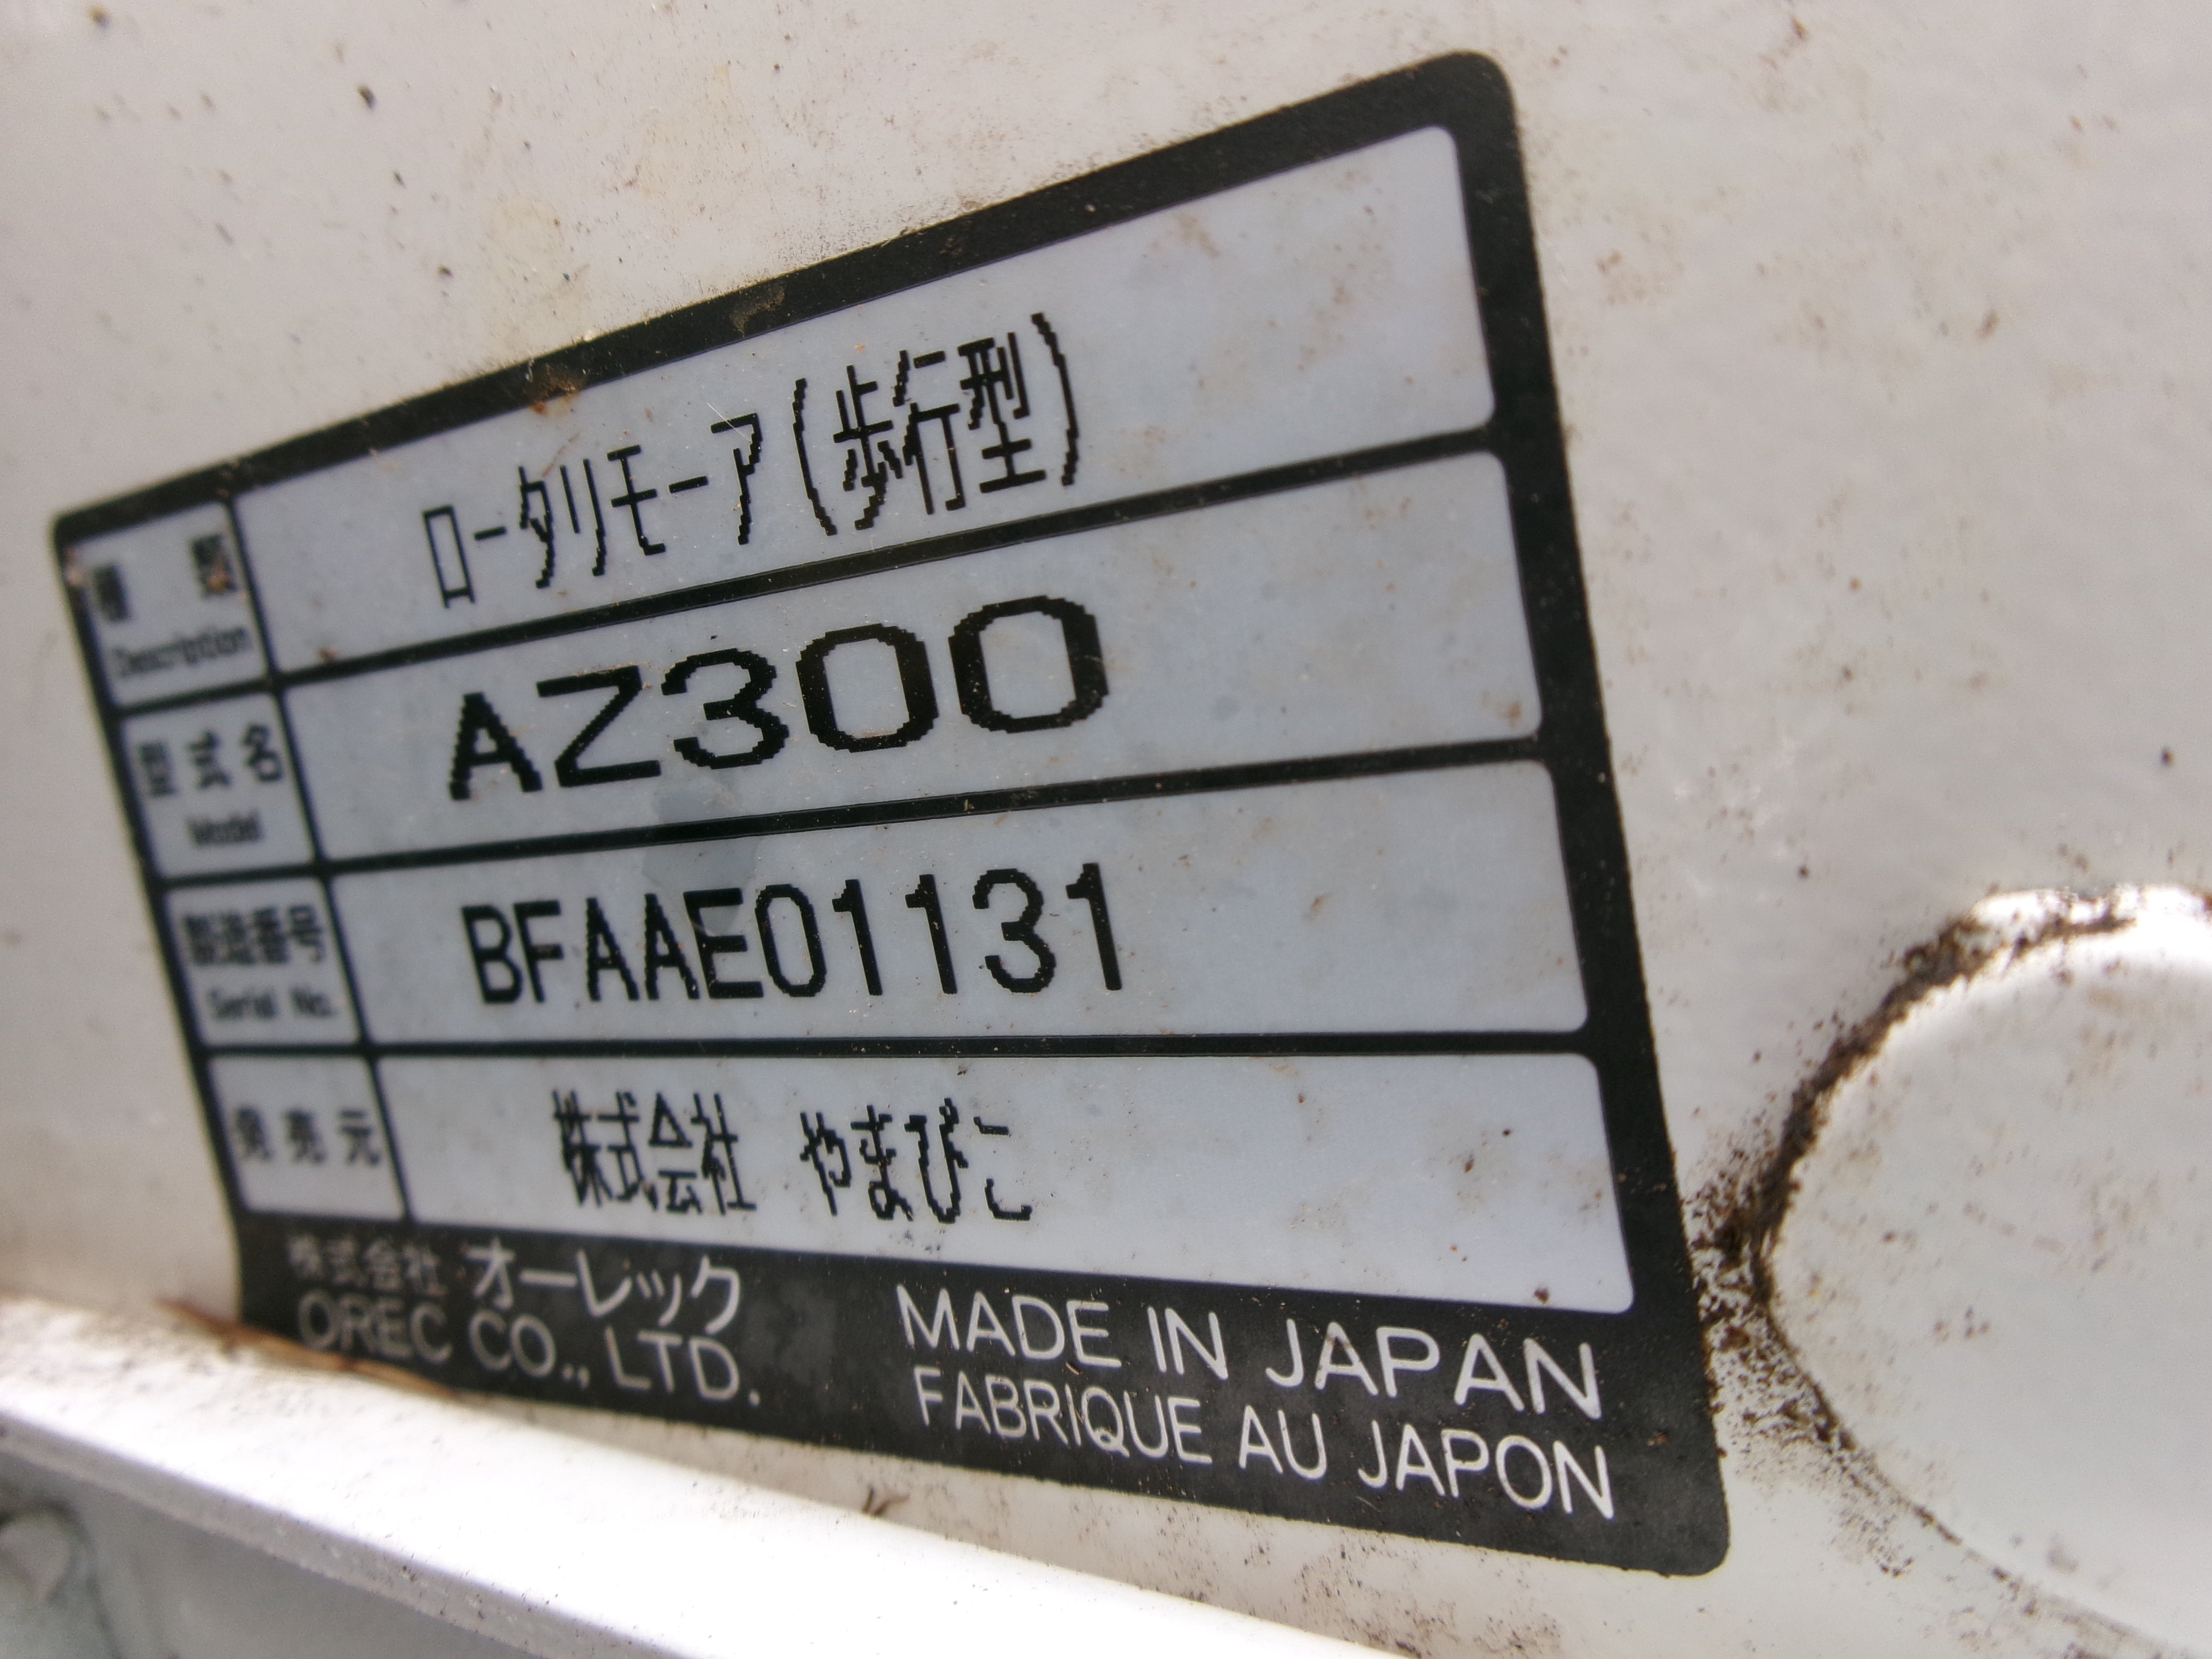 種 類 ロータリモーア(歩行型)
Description
型 式 名 AZ300
Model
製造番号 BFAAE01131
Serial No.
発 売 元 株式会社 やまびこ
株式会社 オーレック
OREC CO., LTD.
MADE IN JAPAN
FABRIQUE AU JAPON